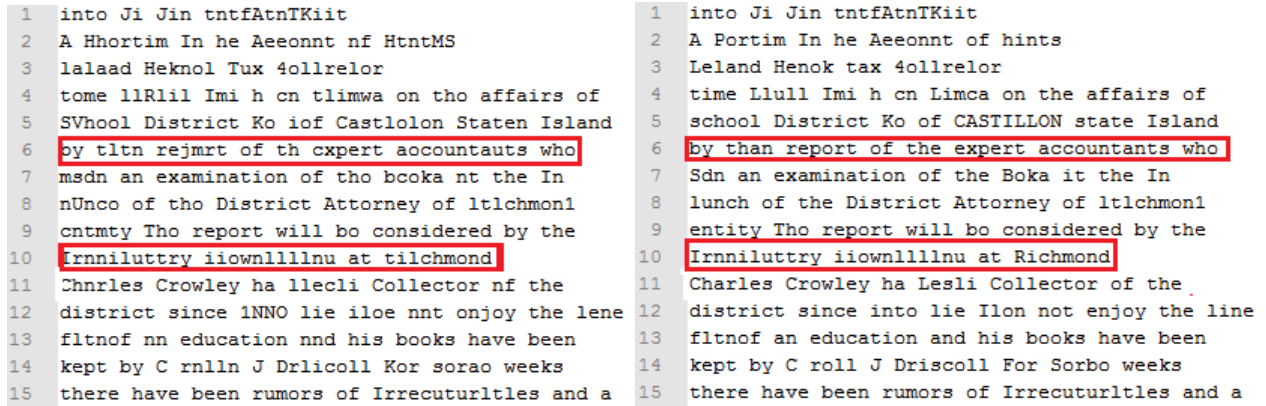 1 into Ji Jin tntfAtnTKiit
2 A Hhortim In he Aeeonnt nf HtntMS
3 lalaad Heknol Tux 4ollrelor
4 tome llRlil Imi h cn tlimwa on tho affairs of
5 SVhool District Ko iof Castlolon Staten Island
6 by tltn rejmrt of th cxpert aocountauts who
7 msdn an examination of tho bcoka nt the In
8 nUnco of tho District Attorney of ltlchmon1
9 cntmty Tho report will bo considered by the
10 Irnniluttry iiownllllnu at tilchmond
11 Chnrles Crowley ha llecli Collector nf the
12 district since 1NNO lie iloe nnt onjoy the lene
13 fltnof nn education nnd his books have been
14 kept by C rnlln J Drlicoll Kor sorao weeks
15 there have been rumors of Irrecuturltles and a
1 into Ji Jin tntfAtnTKiit
2 A Portim In he Aeeonnt of hints
3 Leland Henok tax 4ollrelor
4 time Llull Imi h cn Limca on the affairs of
5 school District Ko of CASTILLON state Island
6 by than report of the expert accountants who
7 Sdn an examination of the Boka it the In
8 lunch of the District Attorney of ltlchmon1
9 entity Tho report will bo considered by the
10 Irnniluttry iiownllllnu at Richmond
11 Charles Crowley ha Lesli Collector of the
12 district since into lie Ilon not enjoy the line
13 fltnof an education and his books have been
14 kept by C roll J Driscoll For Sorbo weeks
15 there have been rumors of Irrecuturltles and a